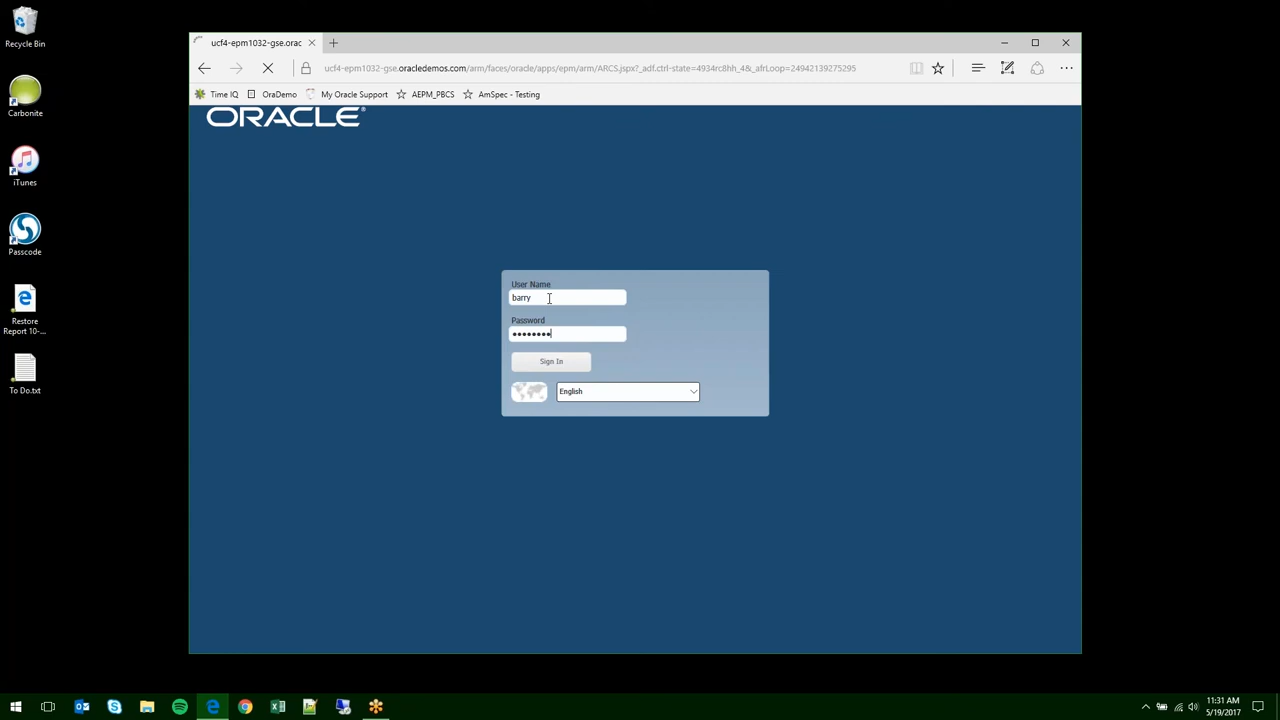 Recycle Bin
Carbonite
iTunes
Passcode
Restore
Report 10-...
To Do.txt
ucf4-epm1032-gse.orac
ucf4-epm1032-gse.oracledemos.com/arm/faces/oracle/apps/epm/arm/ARCS.jspx?_adf.ctrl-state=4934rc8hh_4&_afrLoop=24942139276295
Time IQ
OraDemo
My Oracle Support
AEPM_PBCS
AmSpec - Testing
ORACLE®
User Name
barry
Password
Sign In
English
11:31 AM
5/19/2017